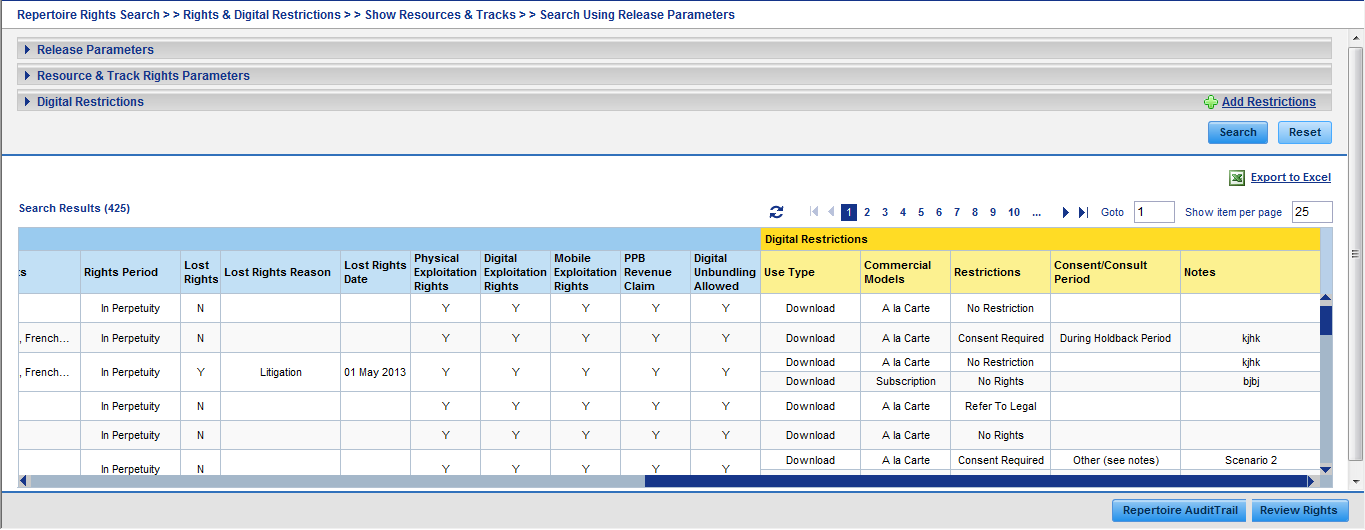 Repertoire Rights Search > > Rights & Digital Restrictions > > Show Resources & Tracks > > Search Using Release Parameters
Release Parameters
Resource & Track Rights Parameters
Digital Restrictions
Add Restrictions
Search
Reset
Export to Excel
Search Results (425)
1 2 3 4 5 6 7 8 9 10 ... Goto 1 Show item per page 25
Digital Restrictions
s
Rights Period
Lost Rights
Lost Rights Reason
Lost Rights Date
Physical Exploitation Rights
Digital Exploitation Rights
Mobile Exploitation Rights
PPB Revenue Claim
Digital Unbundling Allowed
Use Type
Commercial Models
Restrictions
Consent/Consult Period
Notes
In Perpetuity N Y Y Y Y Y Download A la Carte No Restriction
, French... In Perpetuity N Y Y Y Y Y Download A la Carte Consent Required During Holdback Period kjhk
, French... In Perpetuity Y Litigation 01 May 2013 Y Y Y Y Y Download A la Carte No Restriction kjhk
Download Subscription No Rights bjbj
In Perpetuity N Y Y Y Y Y Download A la Carte Refer To Legal
In Perpetuity N Y Y Y Y Y Download A la Carte No Rights
In Perpetuity N Y Y Y Y Y Download A la Carte Consent Required Other (see notes) Scenario 2
Repertoire AuditTrail
Review Rights